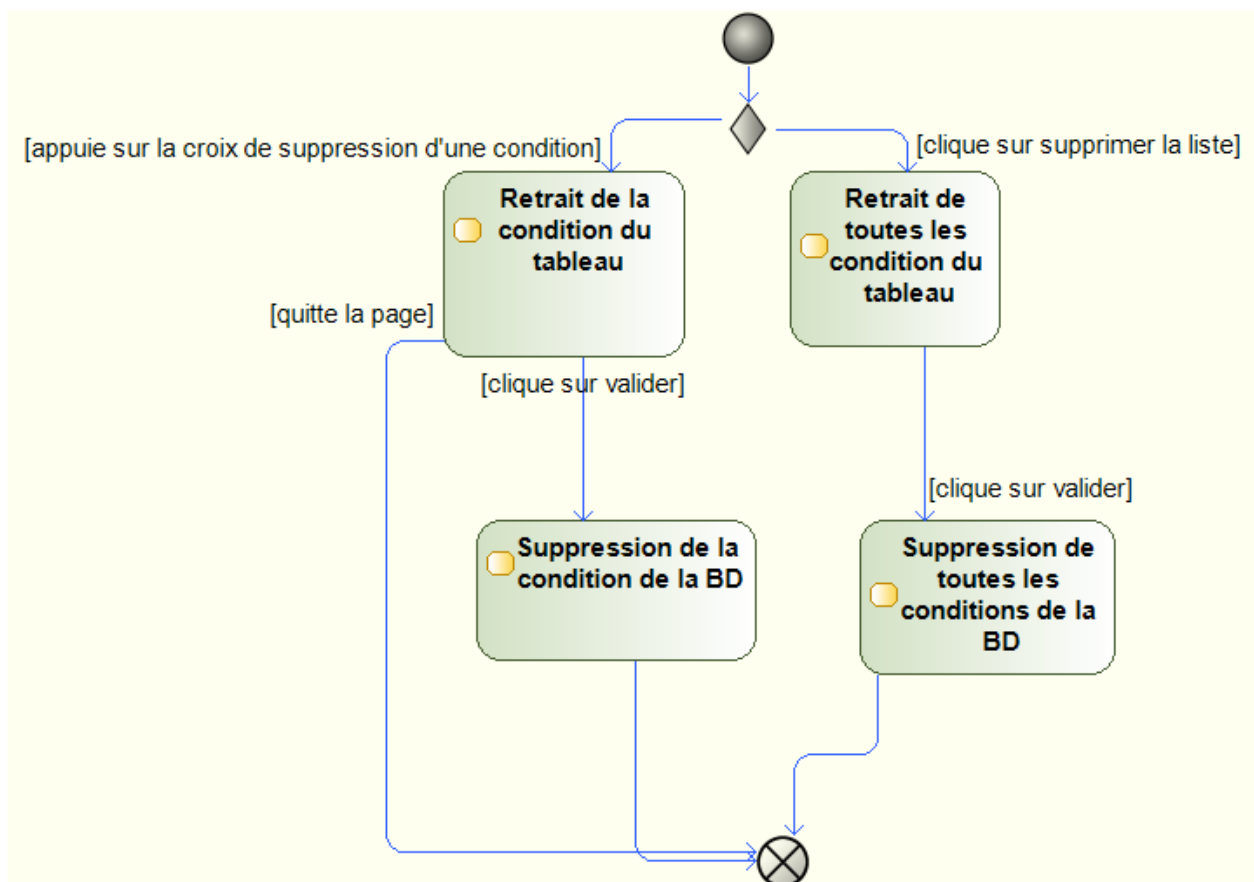 [appuie sur la croix de suppression d'une condition]
[clique sur supprimer la liste]
Retrait de la
condition du
tableau
Retrait de
toutes les
condition du
tableau
[quitte la page]
[clique sur valider]
[clique sur valider]
Suppression de la
condition de la BD
Suppression de
toutes les
conditions de la
BD